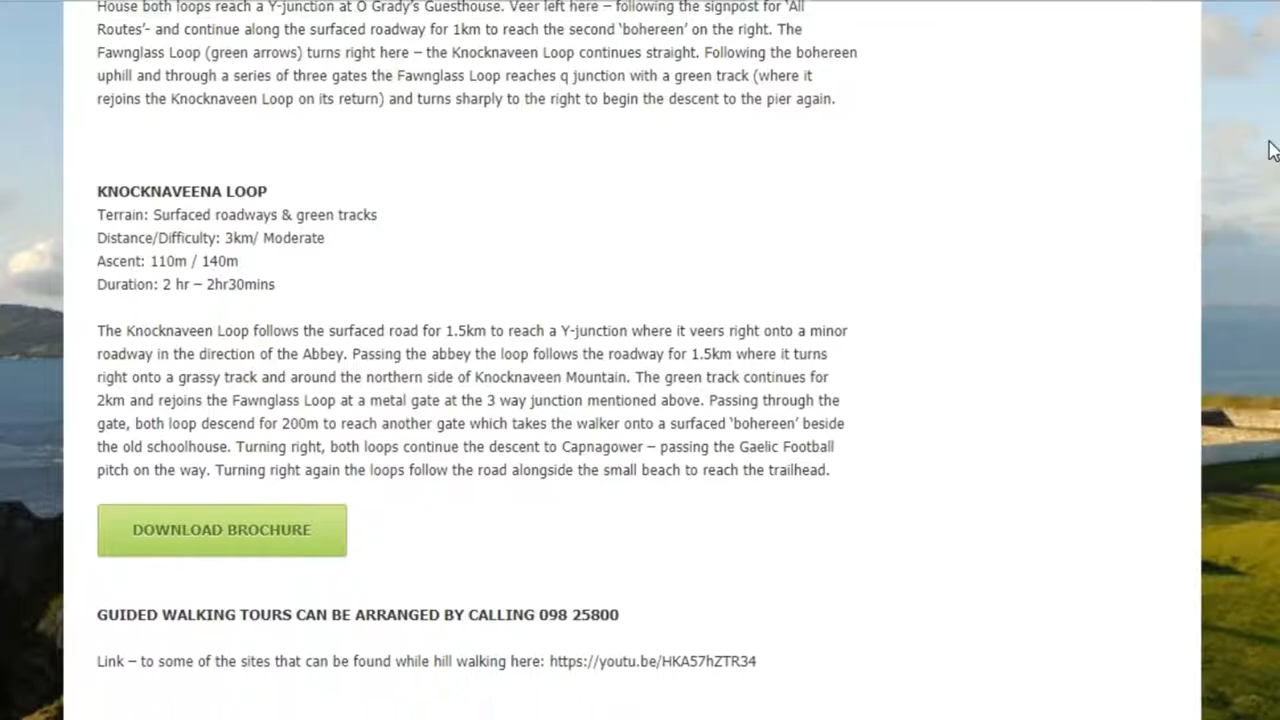 House both loops reach a Y-junction at O Grady's Guesthouse. Veer left here – following the signpost for 'All
Routes'- and continue along the surfaced roadway for 1km to reach the second 'bohereen' on the right. The
Fawnglass Loop (green arrows) turns right here – the Knocknaveen Loop continues straight. Following the bohereen
uphill and through a series of three gates the Fawnglass Loop reaches q junction with a green track (where it
rejoins the Knocknaveen Loop on its return) and turns sharply to the right to begin the descent to the pier again.
KNOCKNAVEENA LOOP
Terrain: Surfaced roadways & green tracks
Distance/Difficulty: 3km/ Moderate
Ascent: 110m / 140m
Duration: 2 hr – 2hr30mins
The Knocknaveen Loop follows the surfaced road for 1.5km to reach a Y-junction where it veers right onto a minor
roadway in the direction of the Abbey. Passing the abbey the loop follows the roadway for 1.5km where it turns
right onto a grassy track and around the northern side of Knocknaveen Mountain. The green track continues for
2km and rejoins the Fawnglass Loop at a metal gate at the 3 way junction mentioned above. Passing through the
gate, both loop descend for 200m to reach another gate which takes the walker onto a surfaced 'bohereen' beside
the old schoolhouse. Turning right, both loops continue the descent to Capnagower – passing the Gaelic Football
pitch on the way. Turning right again the loops follow the road alongside the small beach to reach the trailhead.
DOWNLOAD BROCHURE
GUIDED WALKING TOURS CAN BE ARRANGED BY CALLING 098 25800
Link – to some of the sites that can be found while hill walking here: https://youtu.be/HKA57hZTR34